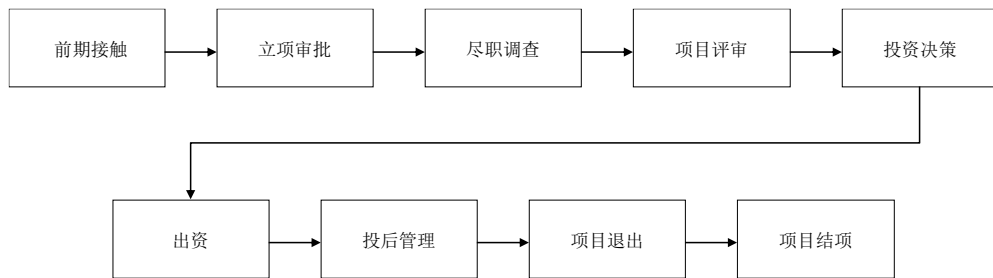 前期接触
立项审批
尽职调查
项目评审
投资决策
出资
投后管理
项目退出
项目结项